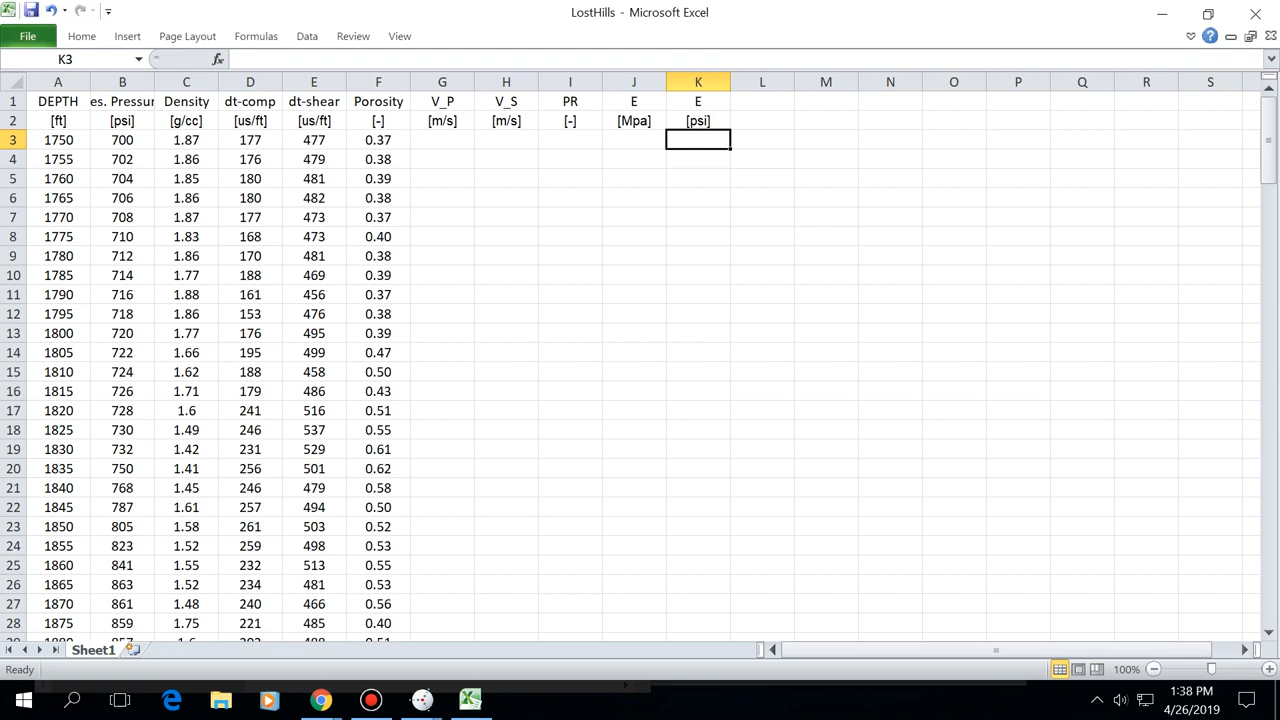 LostHills - Microsoft Excel
File Home Insert Page Layout Formulas Data Review View
K3 fx
A B C D E F G H I J K L M N O P Q R S
1 DEPTH es. Pressur Density dt-comp dt-shear Porosity V_P V_S PR E E
2 [ft] [psi] [g/cc] [us/ft] [us/ft] [-] [m/s] [m/s] [-] [Mpa] [psi]
3 1750 700 1.87 177 477 0.37
4 1755 702 1.86 176 479 0.38
5 1760 704 1.85 180 481 0.39
6 1765 706 1.86 180 482 0.38
7 1770 708 1.87 177 473 0.37
8 1775 710 1.83 168 473 0.40
9 1780 712 1.86 170 481 0.38
10 1785 714 1.77 188 469 0.39
11 1790 716 1.88 161 456 0.37
12 1795 718 1.86 153 476 0.38
13 1800 720 1.77 176 495 0.39
14 1805 722 1.66 195 499 0.47
15 1810 724 1.62 188 458 0.50
16 1815 726 1.71 179 486 0.43
17 1820 728 1.6 241 516 0.51
18 1825 730 1.49 246 537 0.55
19 1830 732 1.42 231 529 0.61
20 1835 750 1.41 256 501 0.62
21 1840 768 1.45 246 479 0.58
22 1845 787 1.61 257 494 0.50
23 1850 805 1.58 261 503 0.52
24 1855 823 1.52 259 498 0.53
25 1860 841 1.55 232 513 0.55
26 1865 863 1.52 234 481 0.53
27 1870 861 1.48 240 466 0.56
28 1875 859 1.75 221 485 0.40
Sheet1
Ready 100%
1:38 PM
4/26/2019